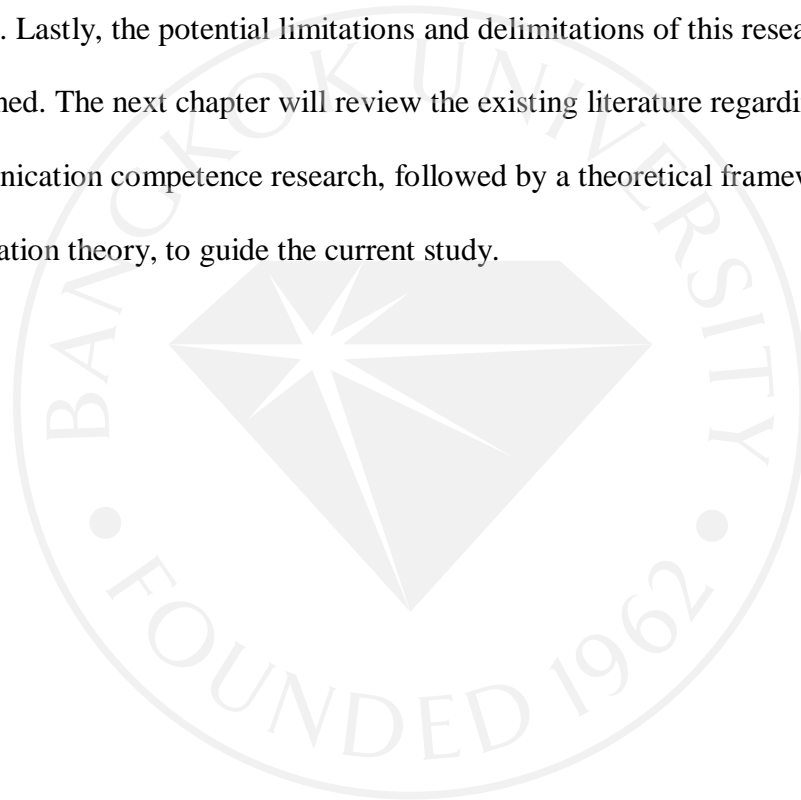 . Lastly, the potential limitations and delimitations of this resea
ned. The next chapter will review the existing literature regardi
nication competence research, followed by a theoretical framew
ation theory, to guide the current study.
BANGKOK UNIVERSITY
FOUNDED 1962